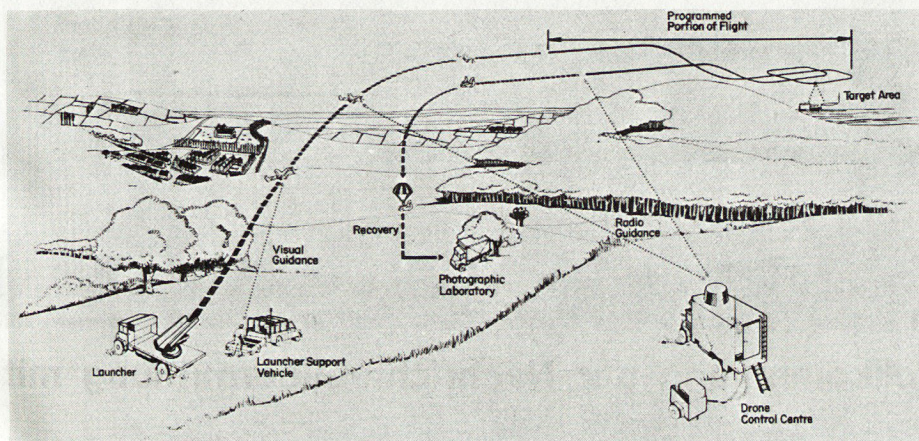 Programmed
Portion of Flight
Target Area
Visual
Guidance
Recovery
Radio
Guidance
Photographic
Laboratory
Launcher
Launcher Support
Vehicle
Drone
Control Centre